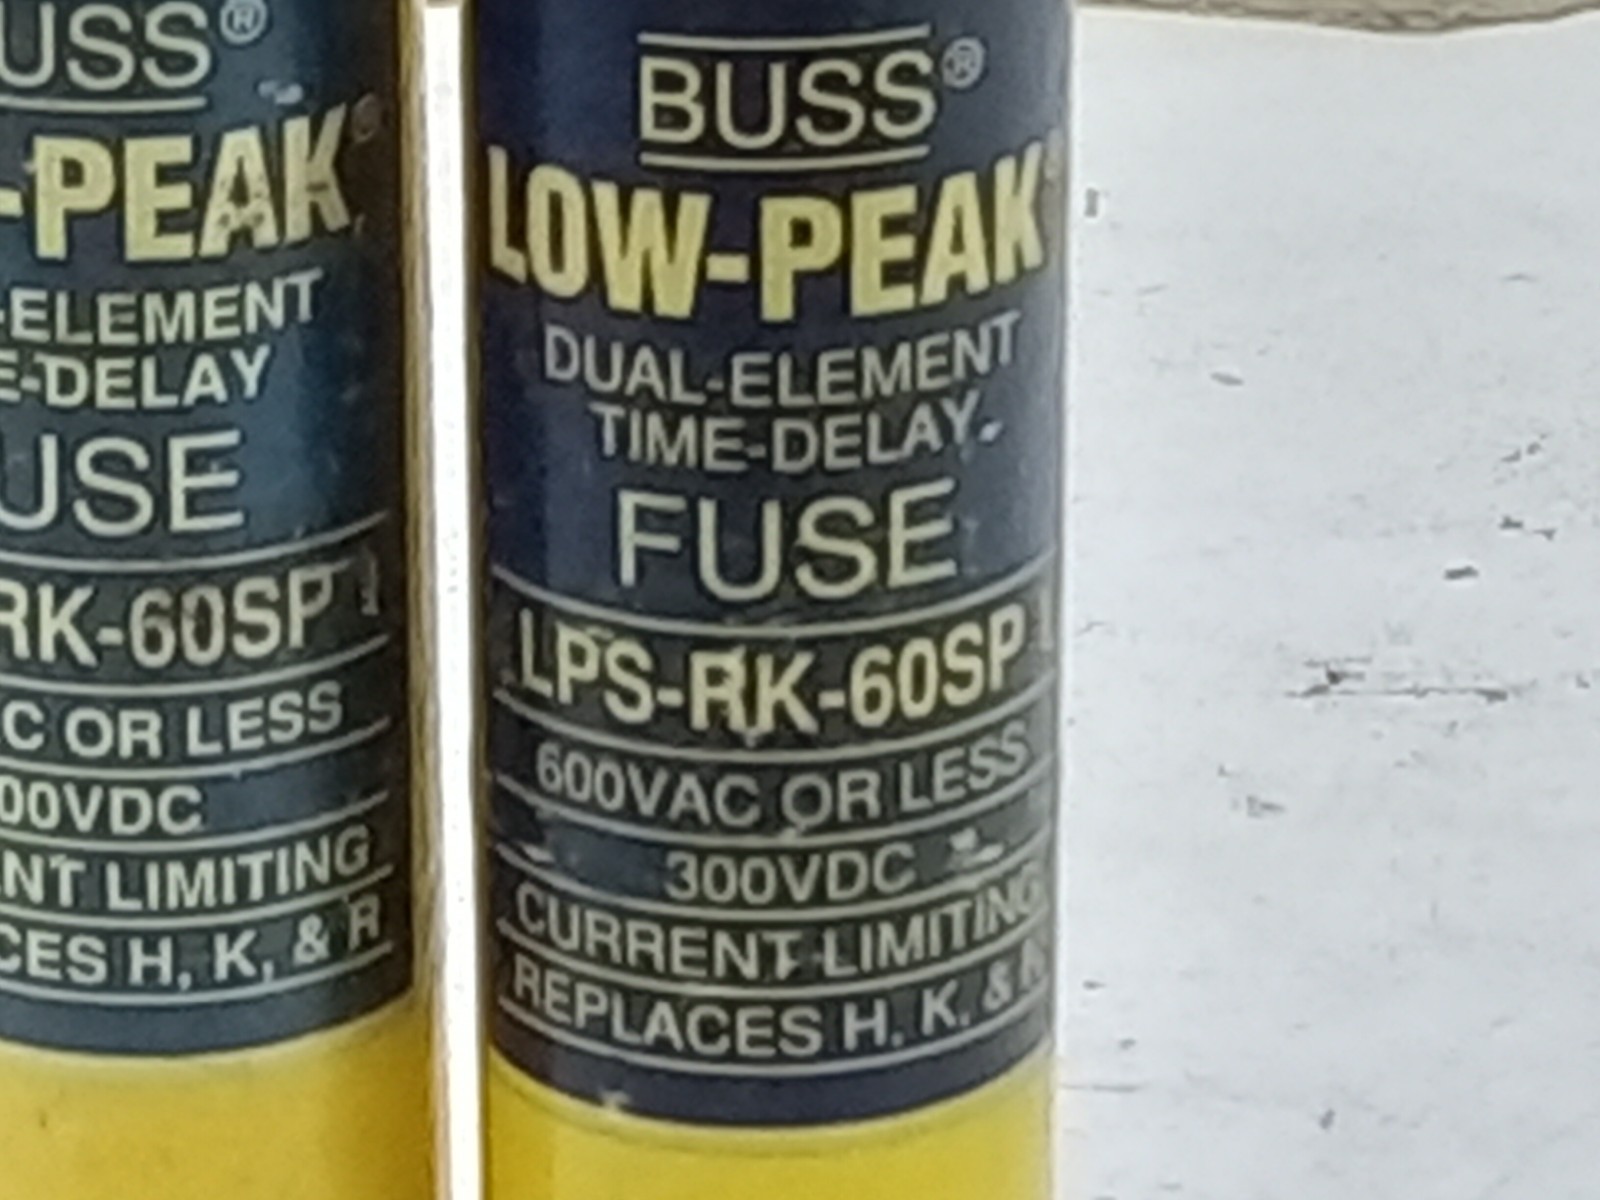 USS®
-PEAK®
-ELEMENT
E-DELAY
USE
RK-60SP
C OR LESS
00VDC
NT LIMITING
CES H, K, & R
BUSS®
LOW-PEAK®
DUAL-ELEMENT
TIME-DELAY
FUSE
LPS-RK-60SP
600VAC OR LESS
300VDC
CURRENT LIMITING
REPLACES H, K, & R